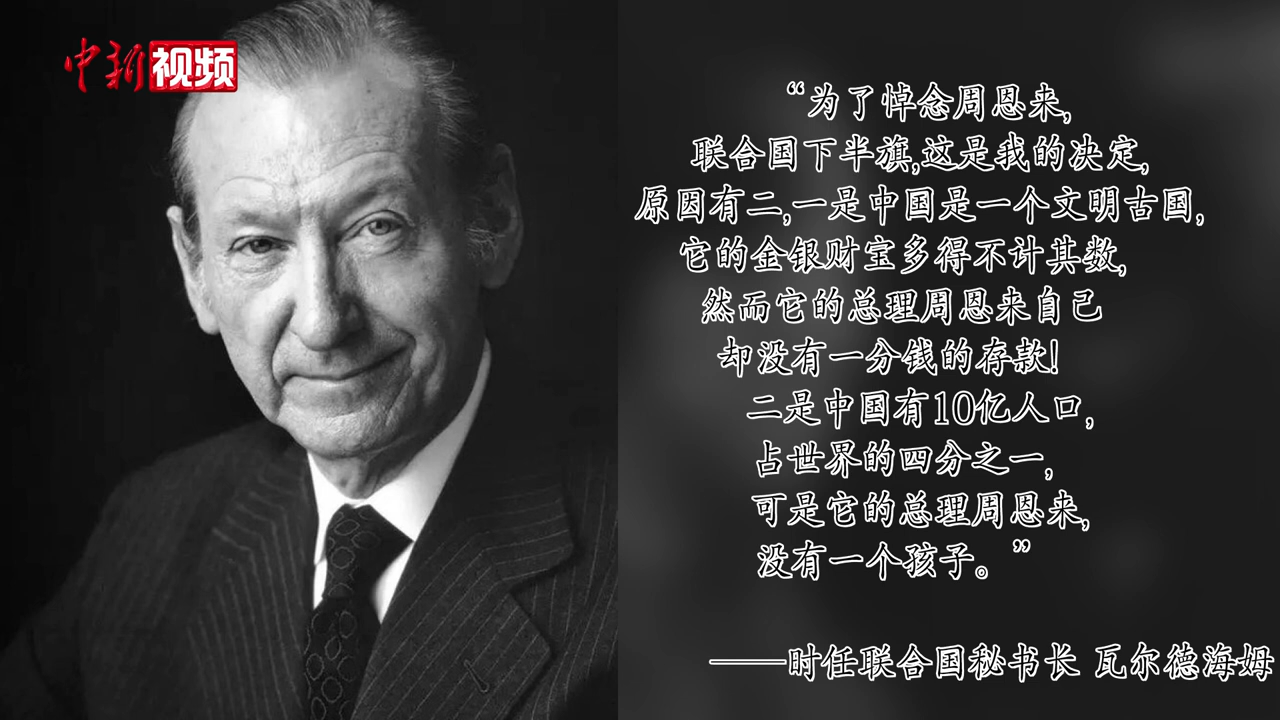 中新视频
“为了悼念周恩来,
联合国下半旗,这是我的决定,
原因有二,一是中国是一个文明古国,
它的金银财宝多得不计其数,
然而它的总理周恩来自己
却没有一分钱的存款!
二是中国有10亿人口,
占世界的四分之一,
可是它的总理周恩来,
没有一个孩子。”
——时任联合国秘书长 瓦尔德海姆